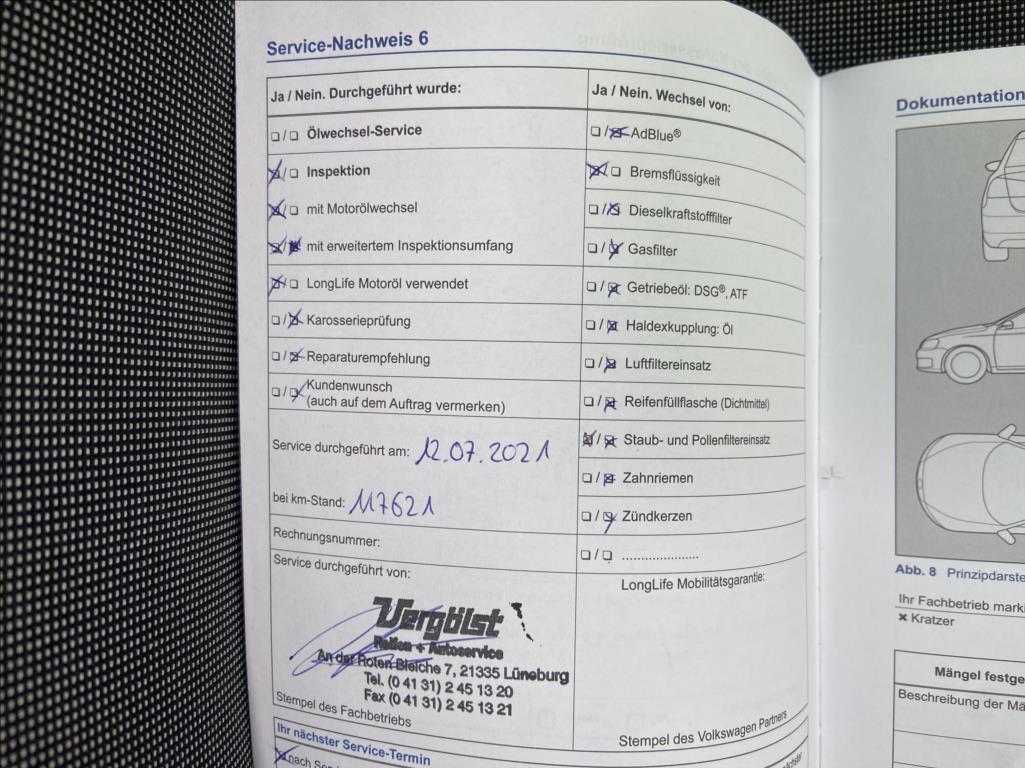 Service-Nachweis 6
Ja / Nein. Durchgeführt wurde:
☐/☐ Ölwechsel-Service
☒/☐ Inspektion
☒/☐ mit Motorölwechsel
☒/☒ mit erweitertem Inspektionsumfang
☒/☐ LongLife Motoröl verwendet
☐/☒ Karosserieprüfung
☐/☒ Reparaturempfehlung
☐/☒ Kundenwunsch
(auch auf dem Auftrag vermerken)
Service durchgeführt am: 12.07.2021
bei km-Stand: 117621
Rechnungsnummer:
Service durchgeführt von:
Vergölst
Reifen + Autoservice
An der Roten Bleiche 7, 21335 Lüneburg
Tel. (0 41 31) 2 45 13 20
Fax (0 41 31) 2 45 13 21
Stempel des Fachbetriebs
Ja / Nein. Wechsel von:
☐/☒ AdBlue®
☒/☐ Bremsflüssigkeit
☐/☒ Dieselkraftstofffilter
☐/☒ Gasfilter
☐/☒ Getriebeöl: DSG®, ATF
☐/☒ Haldexkupplung: Öl
☐/☒ Luftfiltereinsatz
☐/☒ Reifenfüllflasche (Dichtmittel)
☒/☒ Staub- und Pollenfiltereinsatz
☐/☒ Zahnriemen
☐/☒ Zündkerzen
☐/☐ ......................
LongLife Mobilitätsgarantie:
Stempel des Volkswagen Partners
Ihr nächster Service-Termin
☒ nach
Dokumentation
Abb. 8 Prinzipdarste
Ihr Fachbetrieb marki
✖ Kratzer
Mängel festge
Beschreibung der Mä